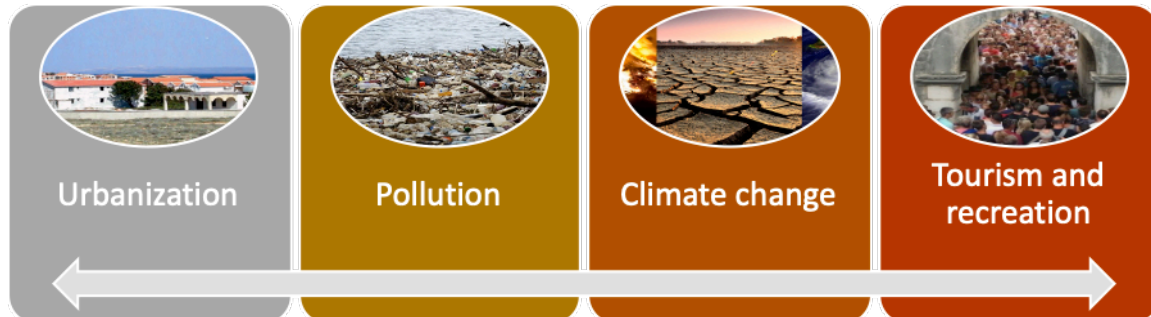 Urbanization
Pollution
Climate change
Tourism and
recreation